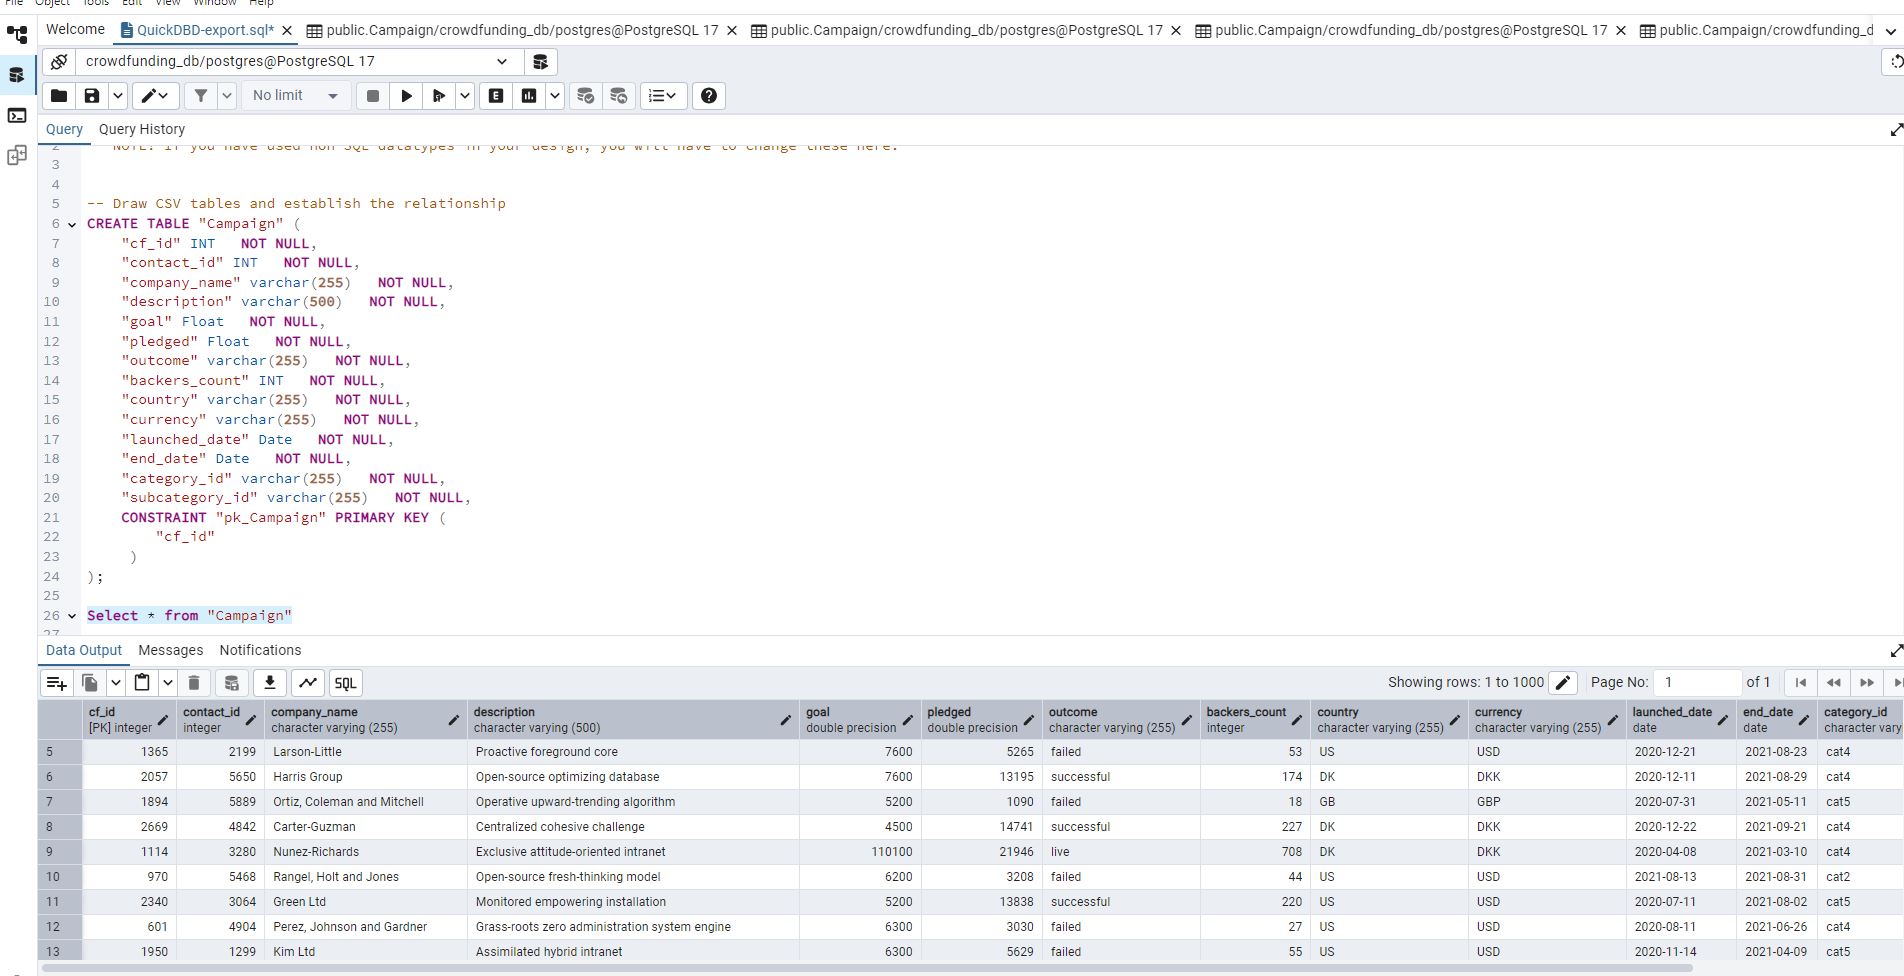 File Object Tools Edit View Window Help
Welcome QuickDBD-export.sql* public.Campaign/crowdfunding_db/postgres@PostgreSQL 17 public.Campaign/crowdfunding_db/postgres@PostgreSQL 17 public.Campaign/crowdfunding_db/postgres@PostgreSQL 17 public.Campaign/crowdfunding_d
crowdfunding_db/postgres@PostgreSQL 17
No limit E
Query Query History
2 NOTE: If you have used non-SQL datatypes in your design, you will have to change these here.
3
4
5 -- Draw CSV tables and establish the relationship
6 CREATE TABLE "Campaign" (
7 "cf_id" INT NOT NULL,
8 "contact_id" INT NOT NULL,
9 "company_name" varchar(255) NOT NULL,
10 "description" varchar(500) NOT NULL,
11 "goal" Float NOT NULL,
12 "pledged" Float NOT NULL,
13 "outcome" varchar(255) NOT NULL,
14 "backers_count" INT NOT NULL,
15 "country" varchar(255) NOT NULL,
16 "currency" varchar(255) NOT NULL,
17 "launched_date" Date NOT NULL,
18 "end_date" Date NOT NULL,
19 "category_id" varchar(255) NOT NULL,
20 "subcategory_id" varchar(255) NOT NULL,
21 CONSTRAINT "pk_Campaign" PRIMARY KEY (
22 "cf_id"
23 )
24 );
25
26 Select * from "Campaign"
27
Data Output Messages Notifications
SQL Showing rows: 1 to 1000 Page No: 1 of 1
cf_id contact_id company_name description goal pledged outcome backers_count country currency launched_date end_date category_id
[PK] integer integer character varying (255) character varying (500) double precision double precision character varying (255) integer character varying (255) character varying (255) date date character vary
5 1365 2199 Larson-Little Proactive foreground core 7600 5265 failed 53 US USD 2020-12-21 2021-08-23 cat4
6 2057 5650 Harris Group Open-source optimizing database 7600 13195 successful 174 DK DKK 2020-12-11 2021-08-29 cat4
7 1894 5889 Ortiz, Coleman and Mitchell Operative upward-trending algorithm 5200 1090 failed 18 GB GBP 2020-07-31 2021-05-11 cat5
8 2669 4842 Carter-Guzman Centralized cohesive challenge 4500 14741 successful 227 DK DKK 2020-12-22 2021-09-21 cat4
9 1114 3280 Nunez-Richards Exclusive attitude-oriented intranet 110100 21946 live 708 DK DKK 2020-04-08 2021-03-10 cat4
10 970 5468 Rangel, Holt and Jones Open-source fresh-thinking model 6200 3208 failed 44 US USD 2021-08-13 2021-08-31 cat2
11 2340 3064 Green Ltd Monitored empowering installation 5200 13838 successful 220 US USD 2020-07-11 2021-08-02 cat5
12 601 4904 Perez, Johnson and Gardner Grass-roots zero administration system engine 6300 3030 failed 27 US USD 2020-08-11 2021-06-26 cat4
13 1950 1299 Kim Ltd Assimilated hybrid intranet 6300 5629 failed 55 US USD 2020-11-14 2021-04-09 cat5